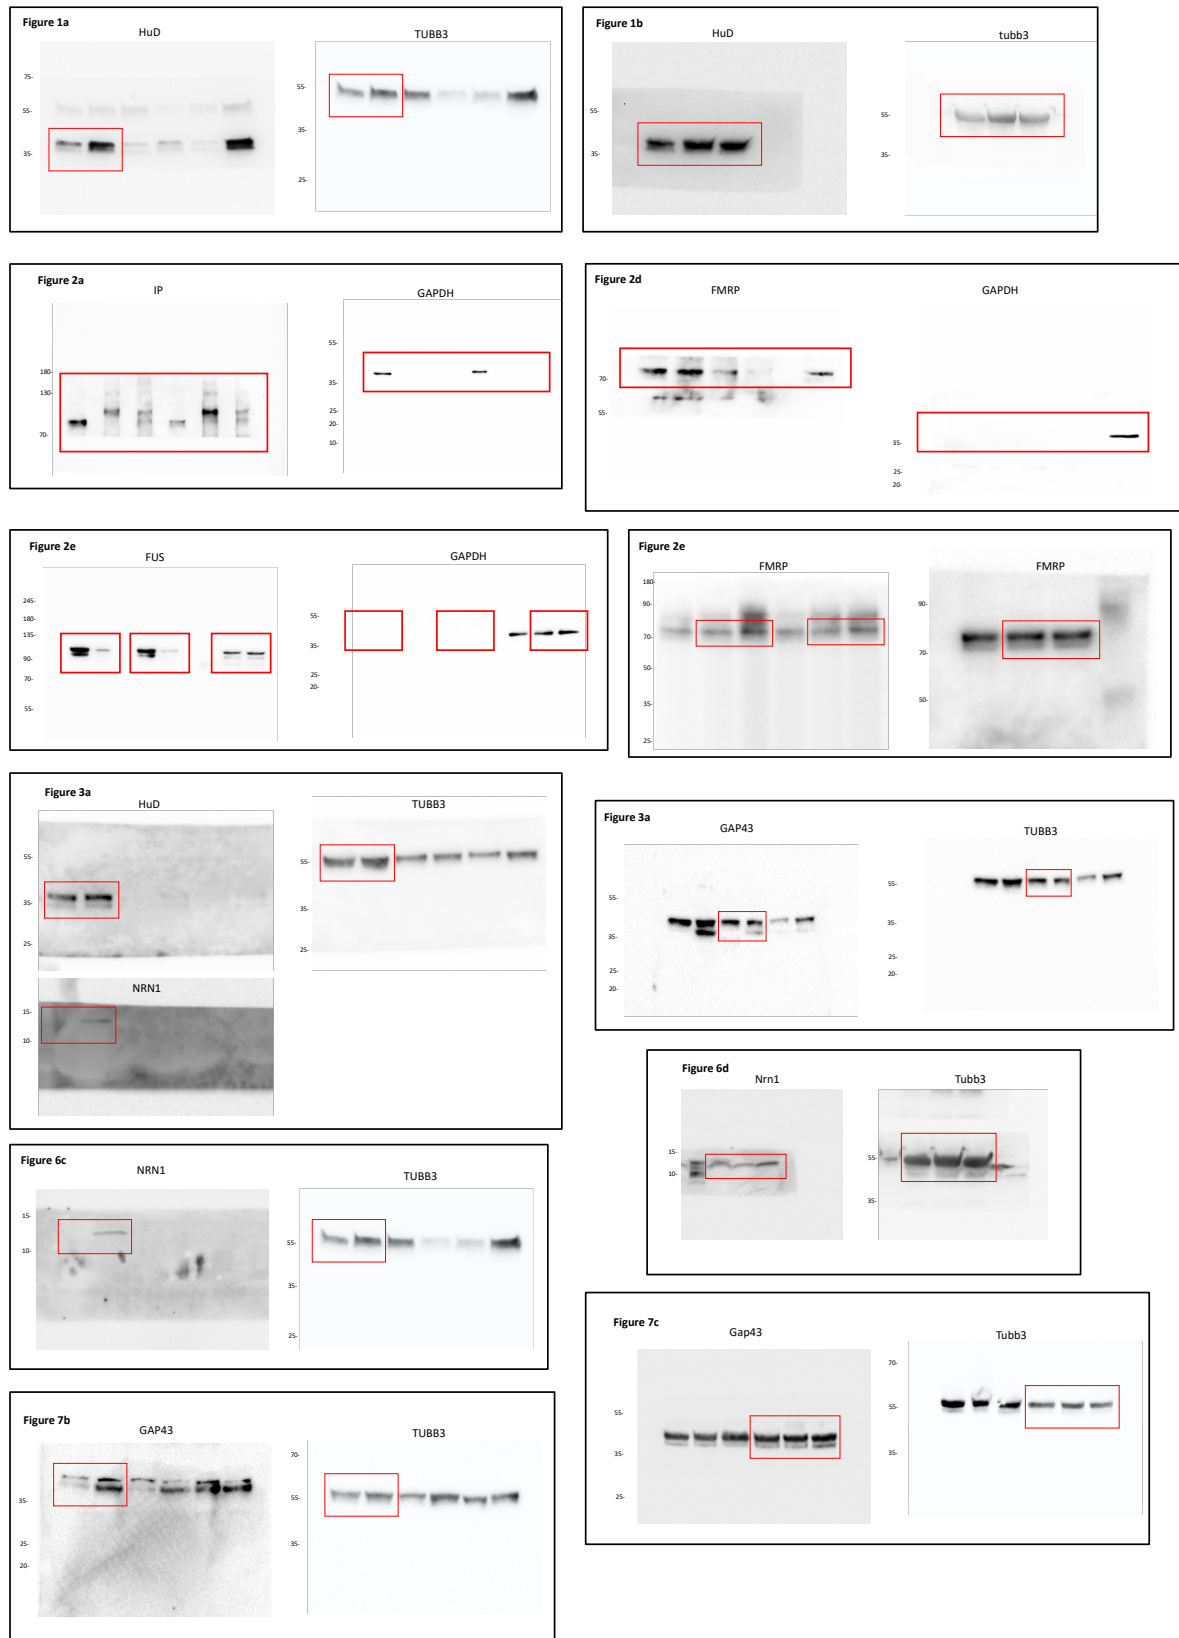 Figure 1a
HuD
TUBB3
75-
55-
35-
55-
35-
25-
Figure 1b
HuD
tubb3
55-
35-
55-
35-
Figure 2a
IP
GAPDH
180-
130-
70-
55-
35-
25-
20-
10-
Figure 2d
FMRP
GAPDH
70-
55-
35-
25-
20-
Figure 2e
FUS
GAPDH
245-
180-
135-
90-
70-
55-
55-
35-
25-
20-
Figure 2e
FMRP
FMRP
180-
90-
70-
50-
35-
25-
90-
70-
50-
Figure 3a
HuD
TUBB3
55-
35-
25-
55-
35-
25-
NRN1
15-
10-
Figure 3a
GAP43
TUBB3
55-
35-
25-
20-
55-
35-
25-
20-
Figure 6d
Nrn1
Tubb3
15-
10-
55-
35-
Figure 6c
NRN1
TUBB3
15-
10-
55-
35-
25-
Figure 7c
Gap43
Tubb3
55-
35-
25-
70-
55-
35-
Figure 7b
GAP43
TUBB3
35-
25-
20-
70-
55-
35-